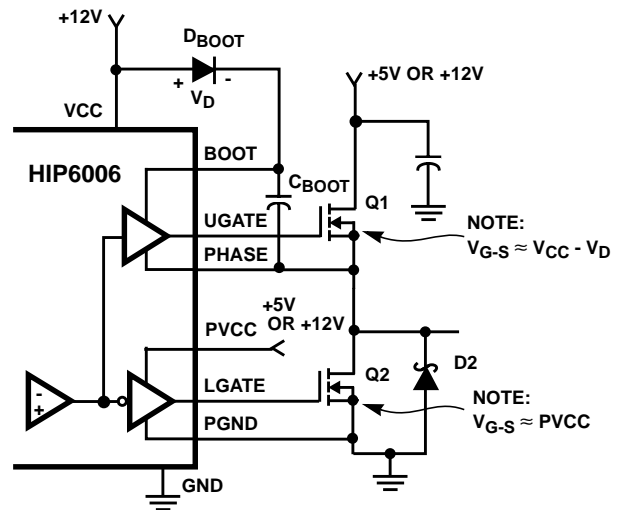 +12V
DBOOT
+ -
VD
+5V OR +12V
VCC
BOOT
HIP6006
CBOOT
Q1
UGATE
NOTE:
VG-S ≈ VCC - VD
PHASE
+5V
OR +12V
PVCC
D2
Q2
LGATE
NOTE:
VG-S ≈ PVCC
- 
+
PGND
GND